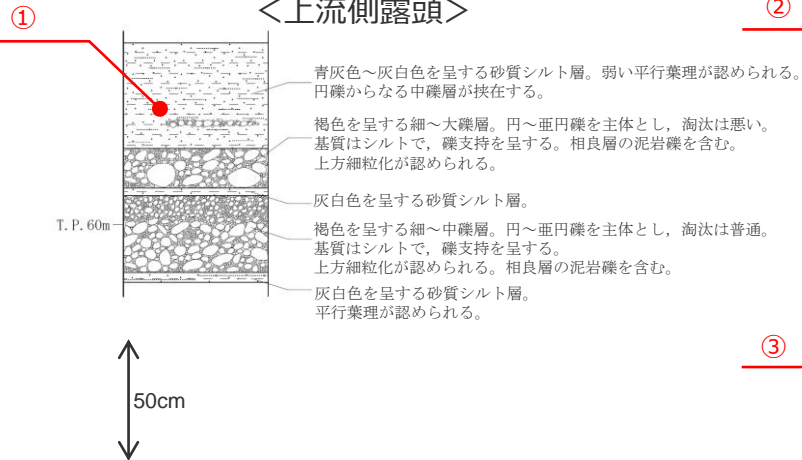 <上流側露頭>
①
②
青灰色～灰白色を呈する砂質シルト層。弱い平行葉理が認められる。
円礫からなる中礫層が挟在する。
褐色を呈する細～大礫層。円～亜円礫を主体とし，淘汰は悪い。
基質はシルトで，礫支持を呈する。相良層の泥岩礫を含む。
上方細粒化が認められる。
灰白色を呈する砂質シルト層。
T.P.60m
褐色を呈する細～中礫層。円～亜円礫を主体とし，淘汰は普通。
基質はシルトで，礫支持を呈する。
上方細粒化が認められる。相良層の泥岩礫を含む。
灰白色を呈する砂質シルト層。
平行葉理が認められる。
③
50cm